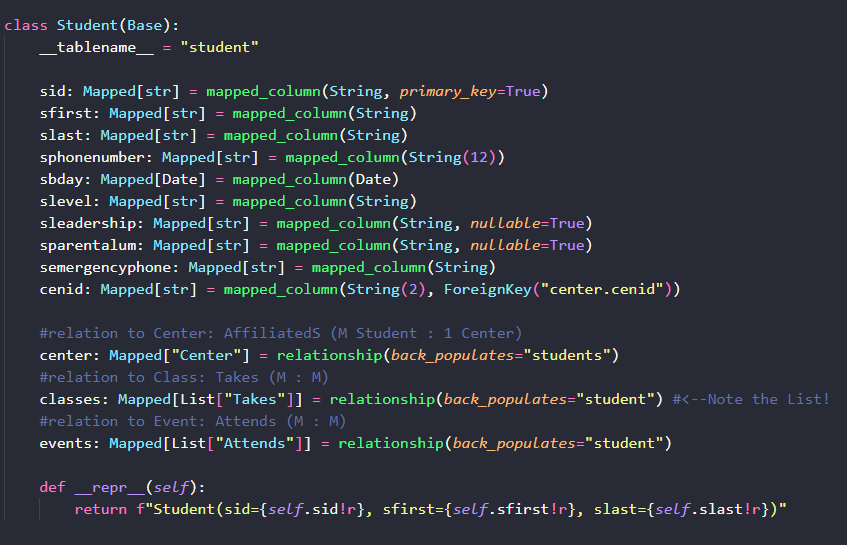 class Student(Base):
    __tablename__ = "student"

    sid: Mapped[str] = mapped_column(String, primary_key=True)
    sfirst: Mapped[str] = mapped_column(String)
    slast: Mapped[str] = mapped_column(String)
    sphonenumber: Mapped[str] = mapped_column(String(12))
    sbday: Mapped[Date] = mapped_column(Date)
    slevel: Mapped[str] = mapped_column(String)
    sleadership: Mapped[str] = mapped_column(String, nullable=True)
    sparentalum: Mapped[str] = mapped_column(String, nullable=True)
    semergencyphone: Mapped[str] = mapped_column(String)
    cenid: Mapped[str] = mapped_column(String(2), ForeignKey("center.cenid"))

    #relation to Center: AffiliatedS (M Student : 1 Center)
    center: Mapped["Center"] = relationship(back_populates="students")
    #relation to Class: Takes (M : M)
    classes: Mapped[List["Takes"]] = relationship(back_populates="student") #<--Note the List!
    #relation to Event: Attends (M : M)
    events: Mapped[List["Attends"]] = relationship(back_populates="student")

    def __repr__(self):
        return f"Student(sid={self.sid!r}, sfirst={self.sfirst!r}, slast={self.slast!r})"